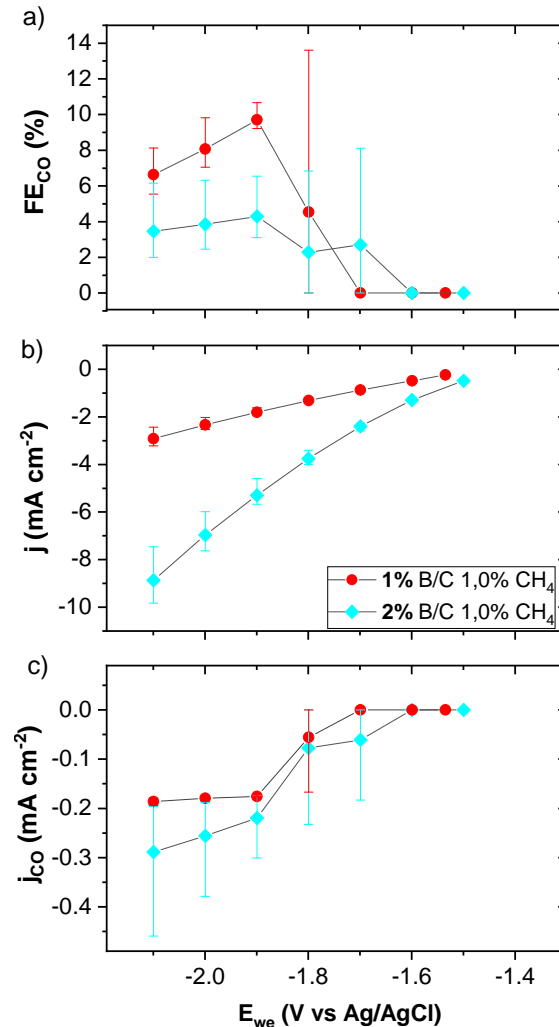 a)
14
12
10
8
6
4
2
0
FE_CO (%)
b)
0
-2
-4
-6
-8
-10
j (mA cm⁻²)
1% B/C 1,0% CH₄
2% B/C 1,0% CH₄
c)
0.0
-0.1
-0.2
-0.3
-0.4
j_CO (mA cm⁻²)
-2.0 -1.8 -1.6 -1.4
E_we (V vs Ag/AgCl)